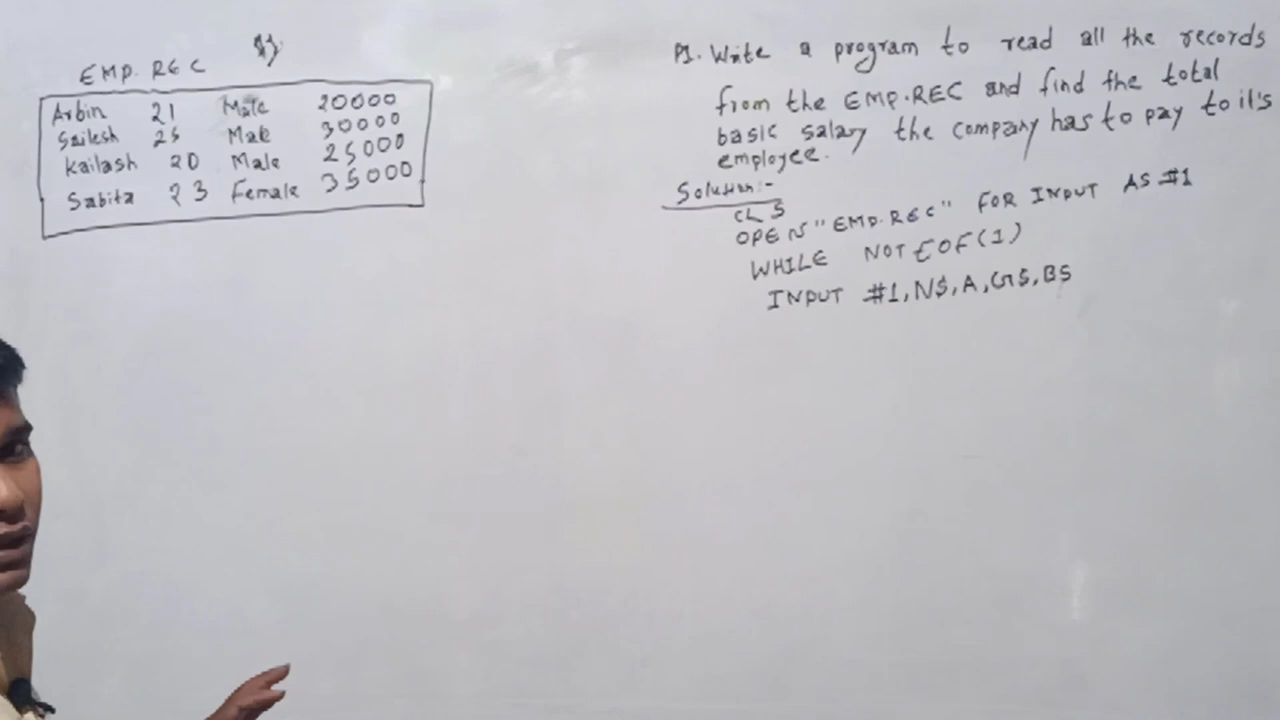 EMP.REC
Arbin 21 Male 20000
Sailesh 25 Male 30000
Kailash 20 Male 25000
Sabita 23 Female 35000
P1. Write a program to read all the records
from the EMP.REC and find the total
basic salary the company has to pay to it's
employee.
Solution:-
CLS
OPEN "EMP.REC" FOR INPUT AS #1
WHILE NOT EOF(1)
INPUT #1, N$, A, G$, BS